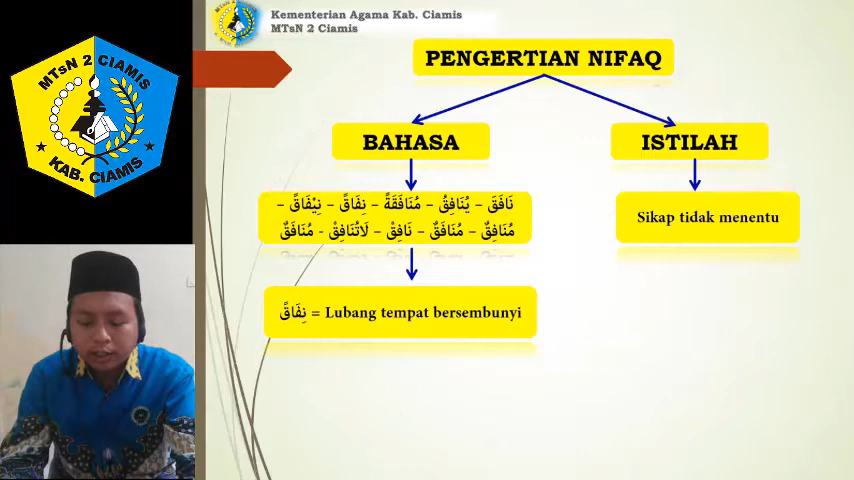 MTsN 2 CIAMIS
KAB. CIAMIS
Kementerian Agama Kab. Ciamis
MTsN 2 Ciamis
PENGERTIAN NIFAQ
BAHASA
ISTILAH
نَافَقَ – يُنَافِقُ – مُنَافَقَةً – نِفَاقً – نِيْفَاقً –
مُنَافِقٌ – مُنَافَقٌ – نَافِقْ – لَاتُنَافِقْ - مُنَافَقٌ
Sikap tidak menentu
نِفَاقً = Lubang tempat bersembunyi